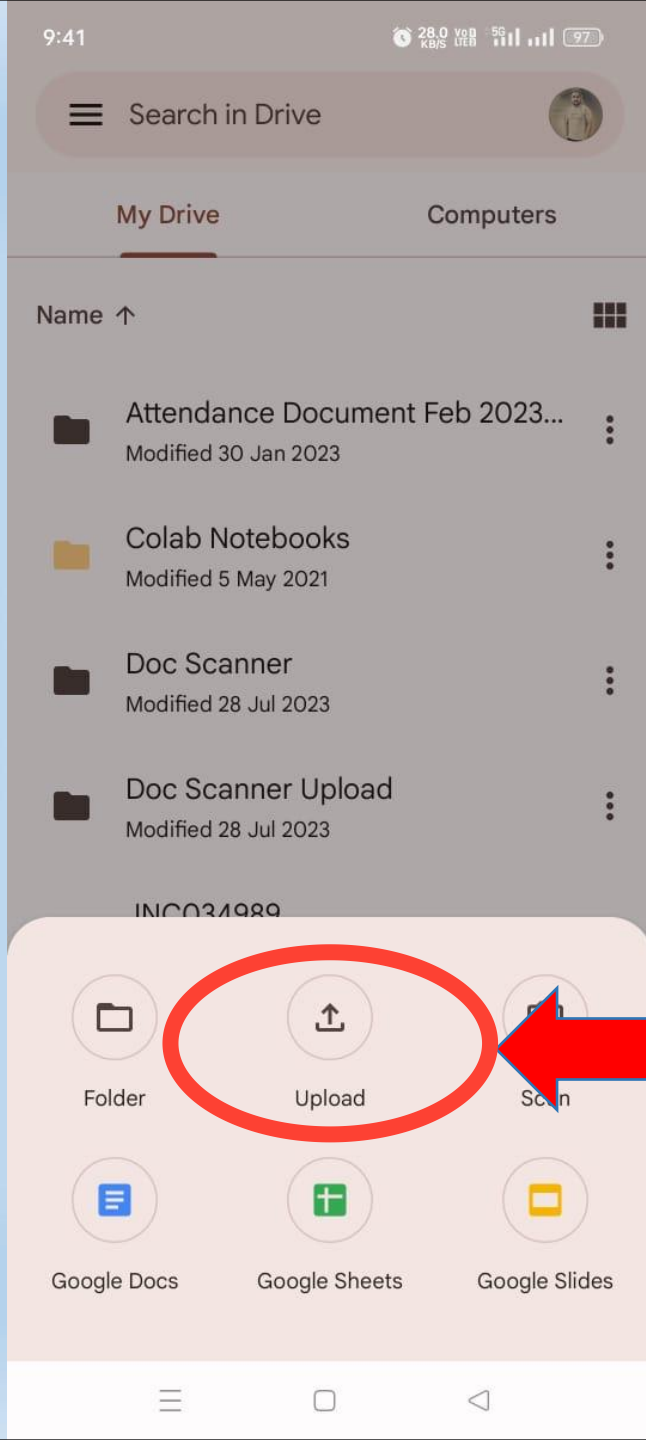 9:41
28.0 KB/S VoD LTE 5G 97
Search in Drive
My Drive Computers
Name ↑
Attendance Document Feb 2023...
Modified 30 Jan 2023
Colab Notebooks
Modified 5 May 2021
Doc Scanner
Modified 28 Jul 2023
Doc Scanner Upload
Modified 28 Jul 2023
INC034989
Folder Upload
Google Docs Google Sheets Google Slides